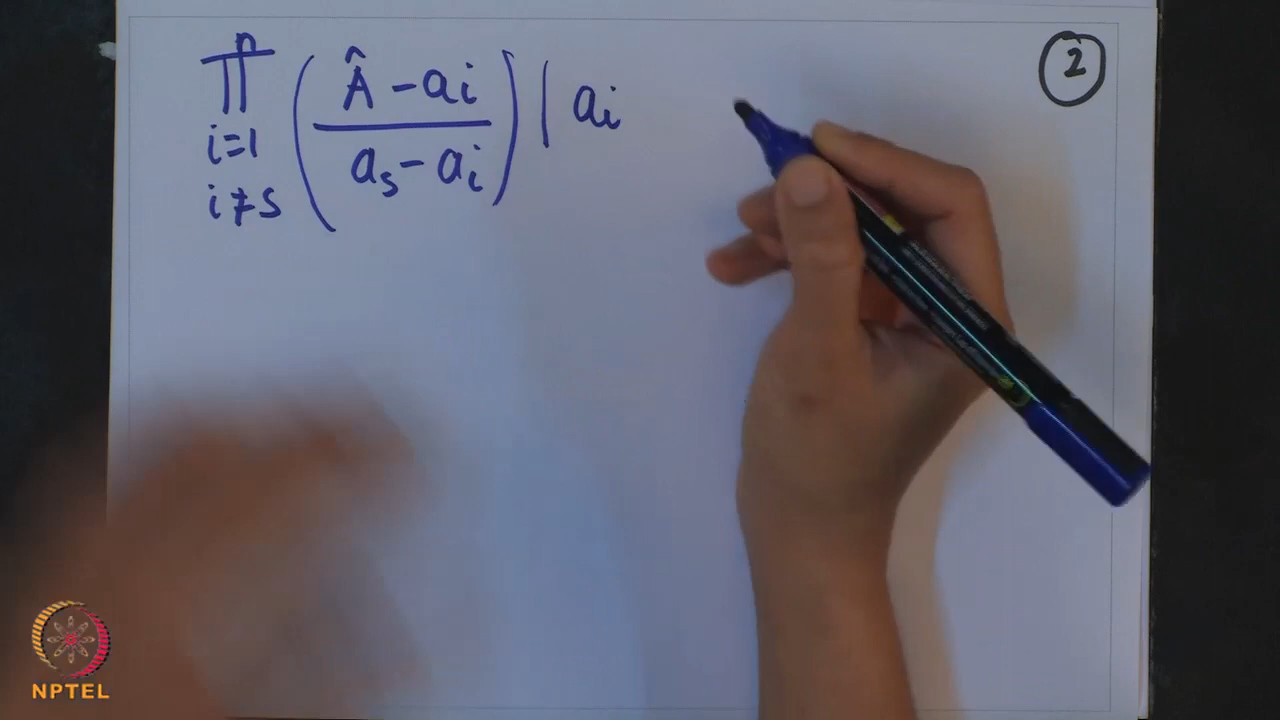 n
∏ ( Â - ai / as - ai ) | ai
i=1
i≠s
2
NPTEL